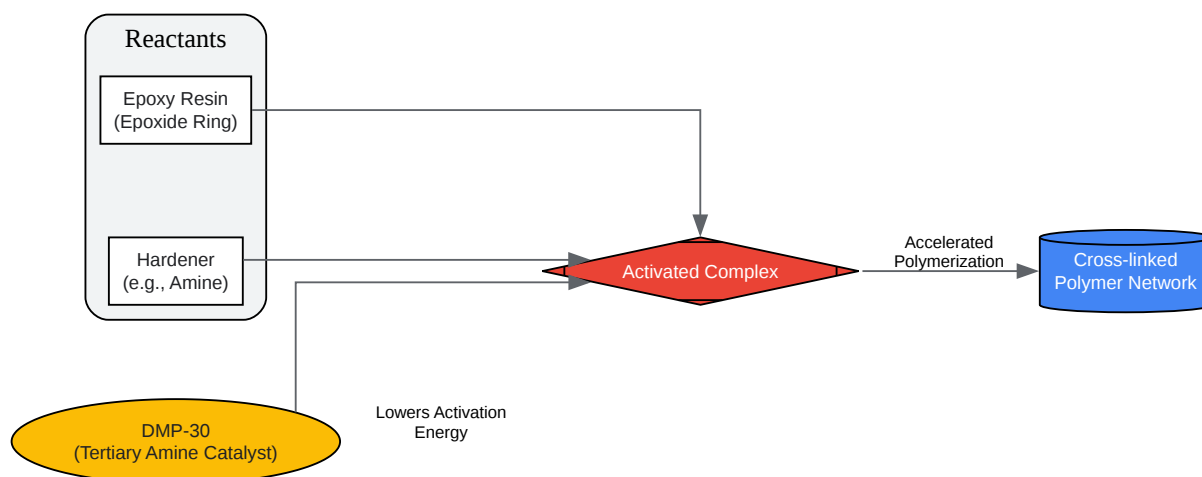 Reactants
Epoxy Resin
(Epoxide Ring)
Hardener
(e.g., Amine)
Activated Complex
Accelerated
Polymerization
Cross-linked
Polymer Network
DMP-30
(Tertiary Amine Catalyst)
Lowers Activation
Energy